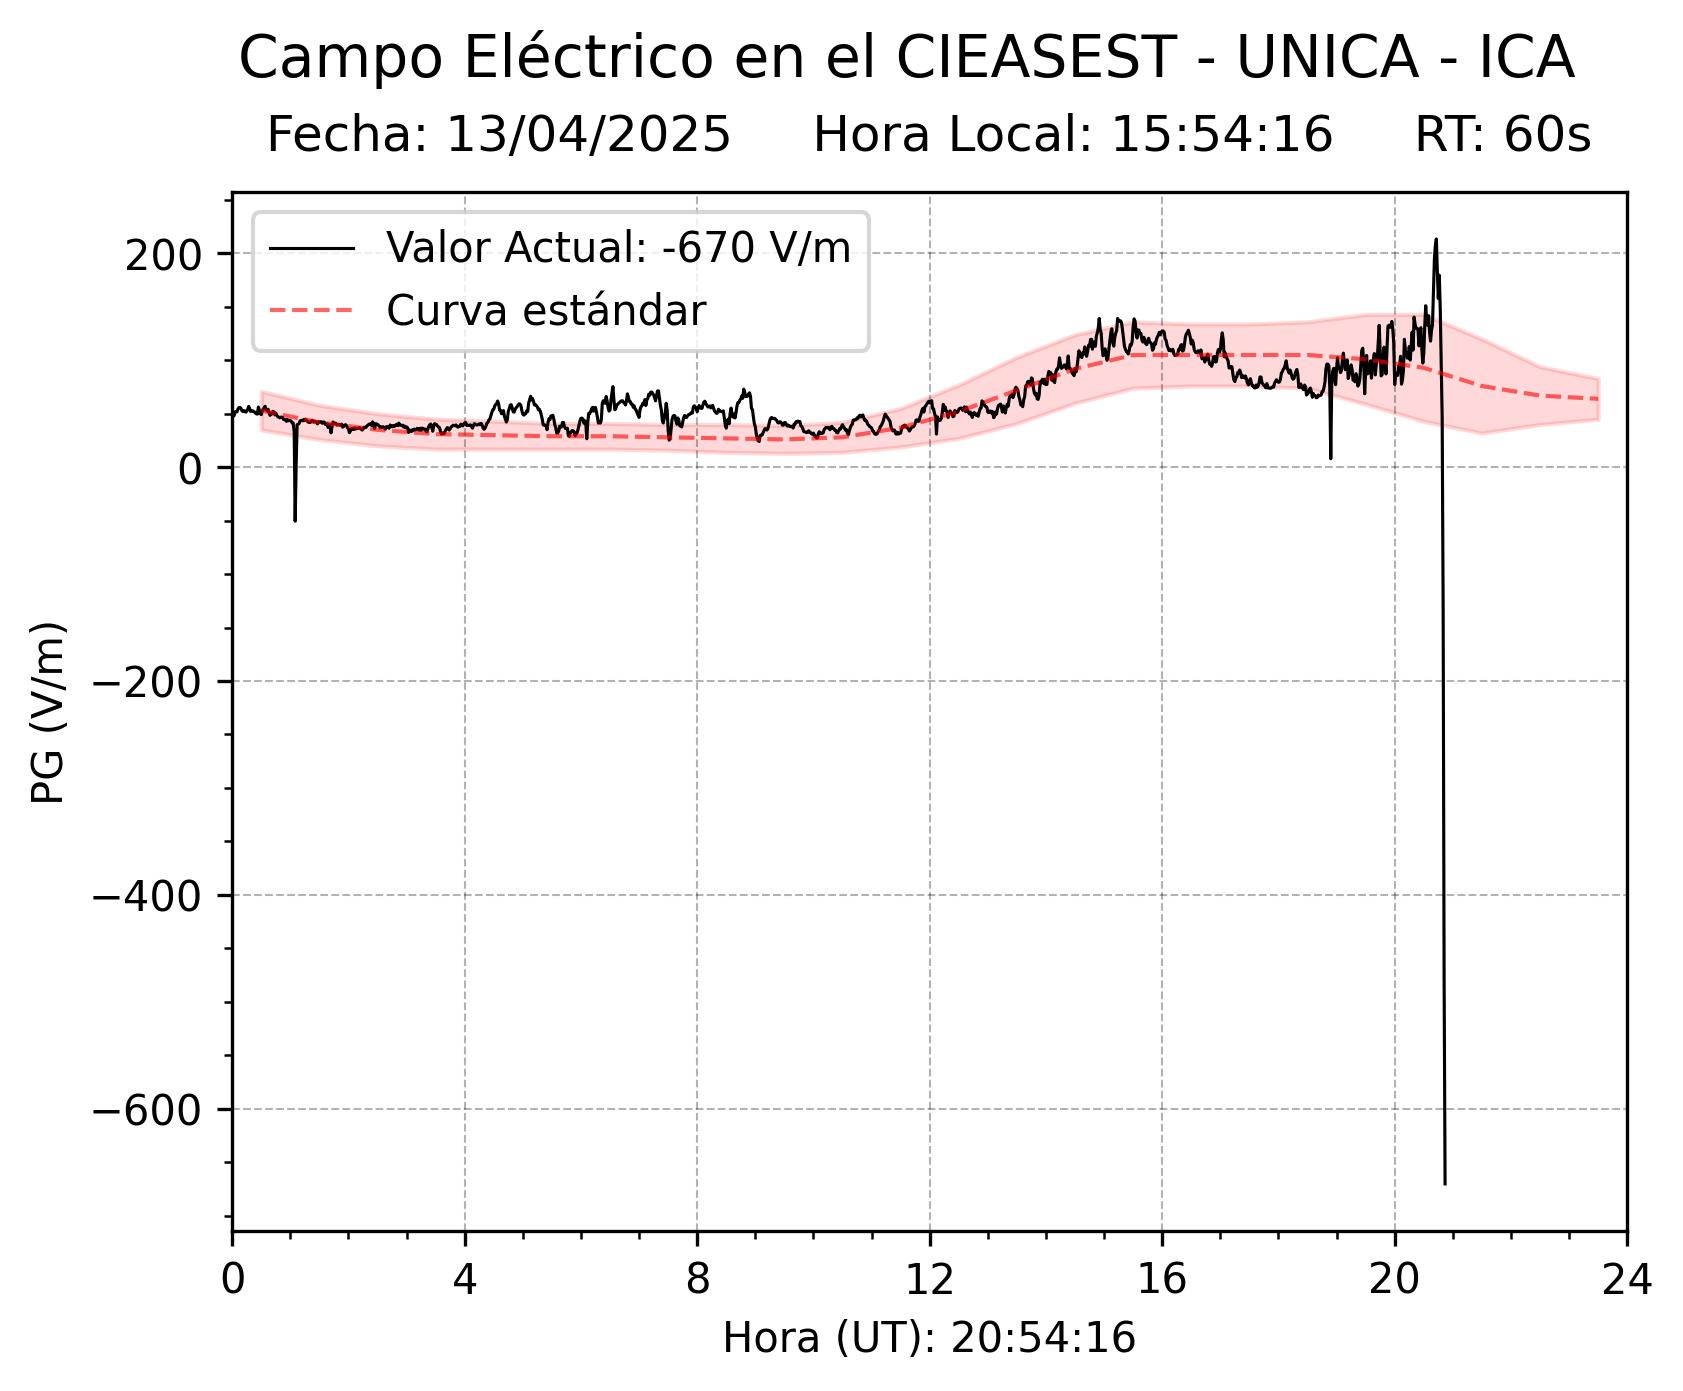 Campo Eléctrico en el CIEASEST - UNICA - ICA
Fecha: 13/04/2025 Hora Local: 15:54:16 RT: 60s
Valor Actual: -670 V/m
Curva estándar
200
0
−200
−400
−600
PG (V/m)
0 4 8 12 16 20 24
Hora (UT): 20:54:16